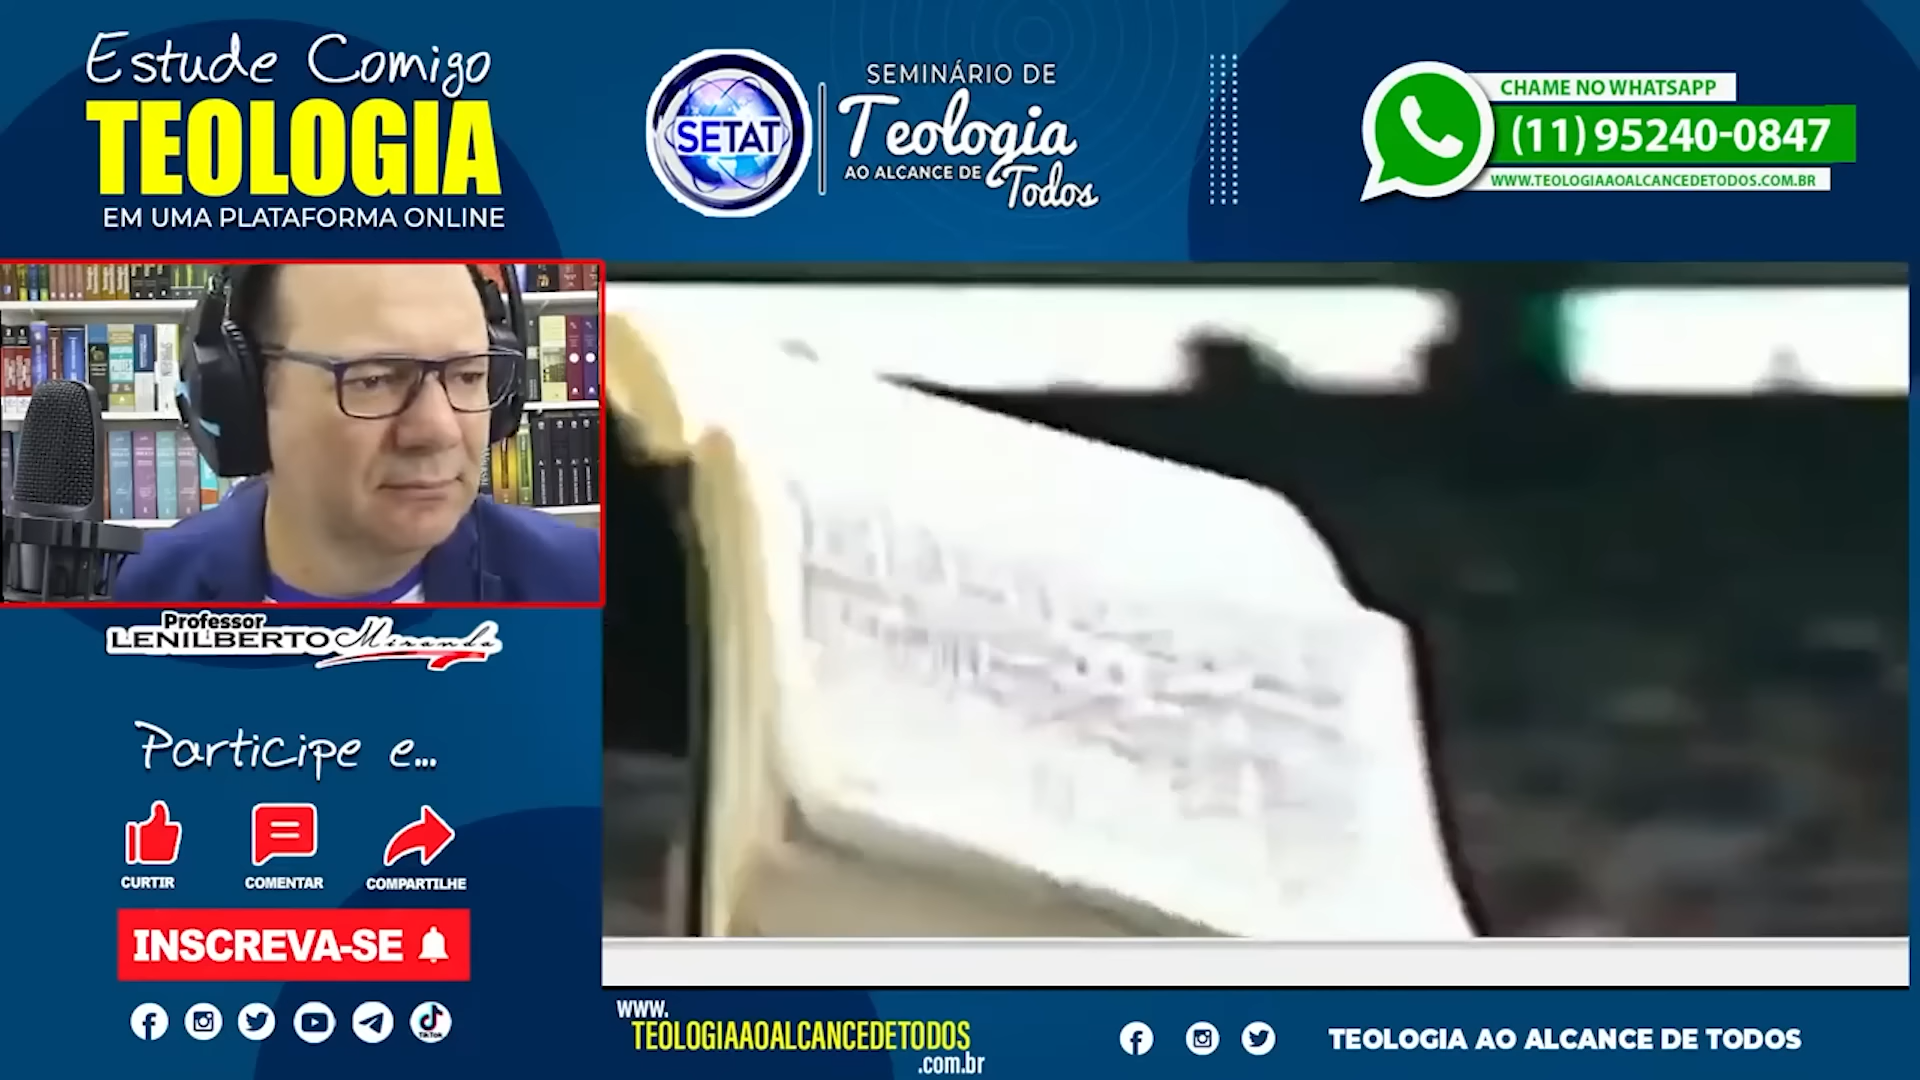 Estude Comigo
TEOLOGIA
EM UMA PLATAFORMA ONLINE
SETAT
SEMINÁRIO DE
Teologia
AO ALCANCE DE
Todos
CHAME NO WHATSAPP
(11) 95240-0847
WWW.TEOLOGIAAOALCANCEDETODOS.COM.BR
Professor
LENILBERTO Miranda
Participe e...
CURTIR
COMENTAR
COMPARTILHE
INSCREVA-SE
TikTok
www.
TEOLOGIAAOALCANCEDETODOS
.com.br
TEOLOGIA AO ALCANCE DE TODOS